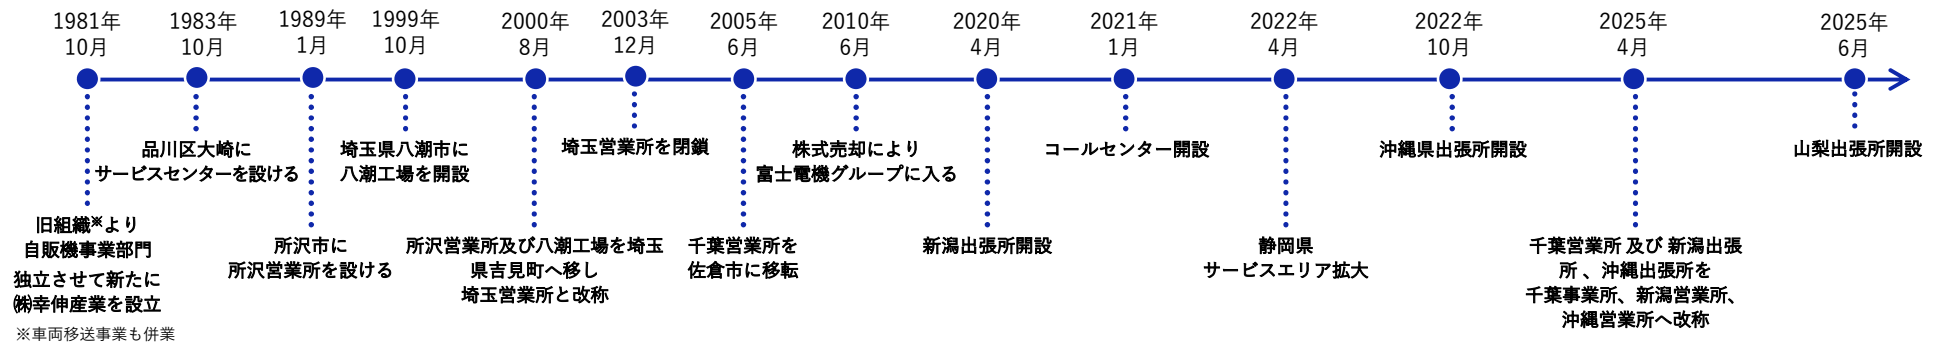 1981年
10月
旧組織※より
自販機事業部門
独立させて新たに
㈱幸伸産業を設立
※車両移送事業も併業
1983年
10月
品川区大崎に
サービスセンターを設ける
1989年
1月
所沢市に
所沢営業所を設ける
1999年
10月
埼玉県八潮市に
八潮工場を開設
2000年
8月
所沢営業所及び八潮工場を埼玉
県吉見町へ移し
埼玉営業所と改称
2003年
12月
埼玉営業所を閉鎖
2005年
6月
千葉営業所を
佐倉市に移転
2010年
6月
株式売却により
富士電機グループに入る
2020年
4月
新潟出張所開設
2021年
1月
コールセンター開設
2022年
4月
静岡県
サービスエリア拡大
2022年
10月
沖縄県出張所開設
2025年
4月
千葉営業所 及び 新潟出張
所 、沖縄出張所を
千葉事業所、新潟営業所、
沖縄営業所へ改称
2025年
6月
山梨出張所開設